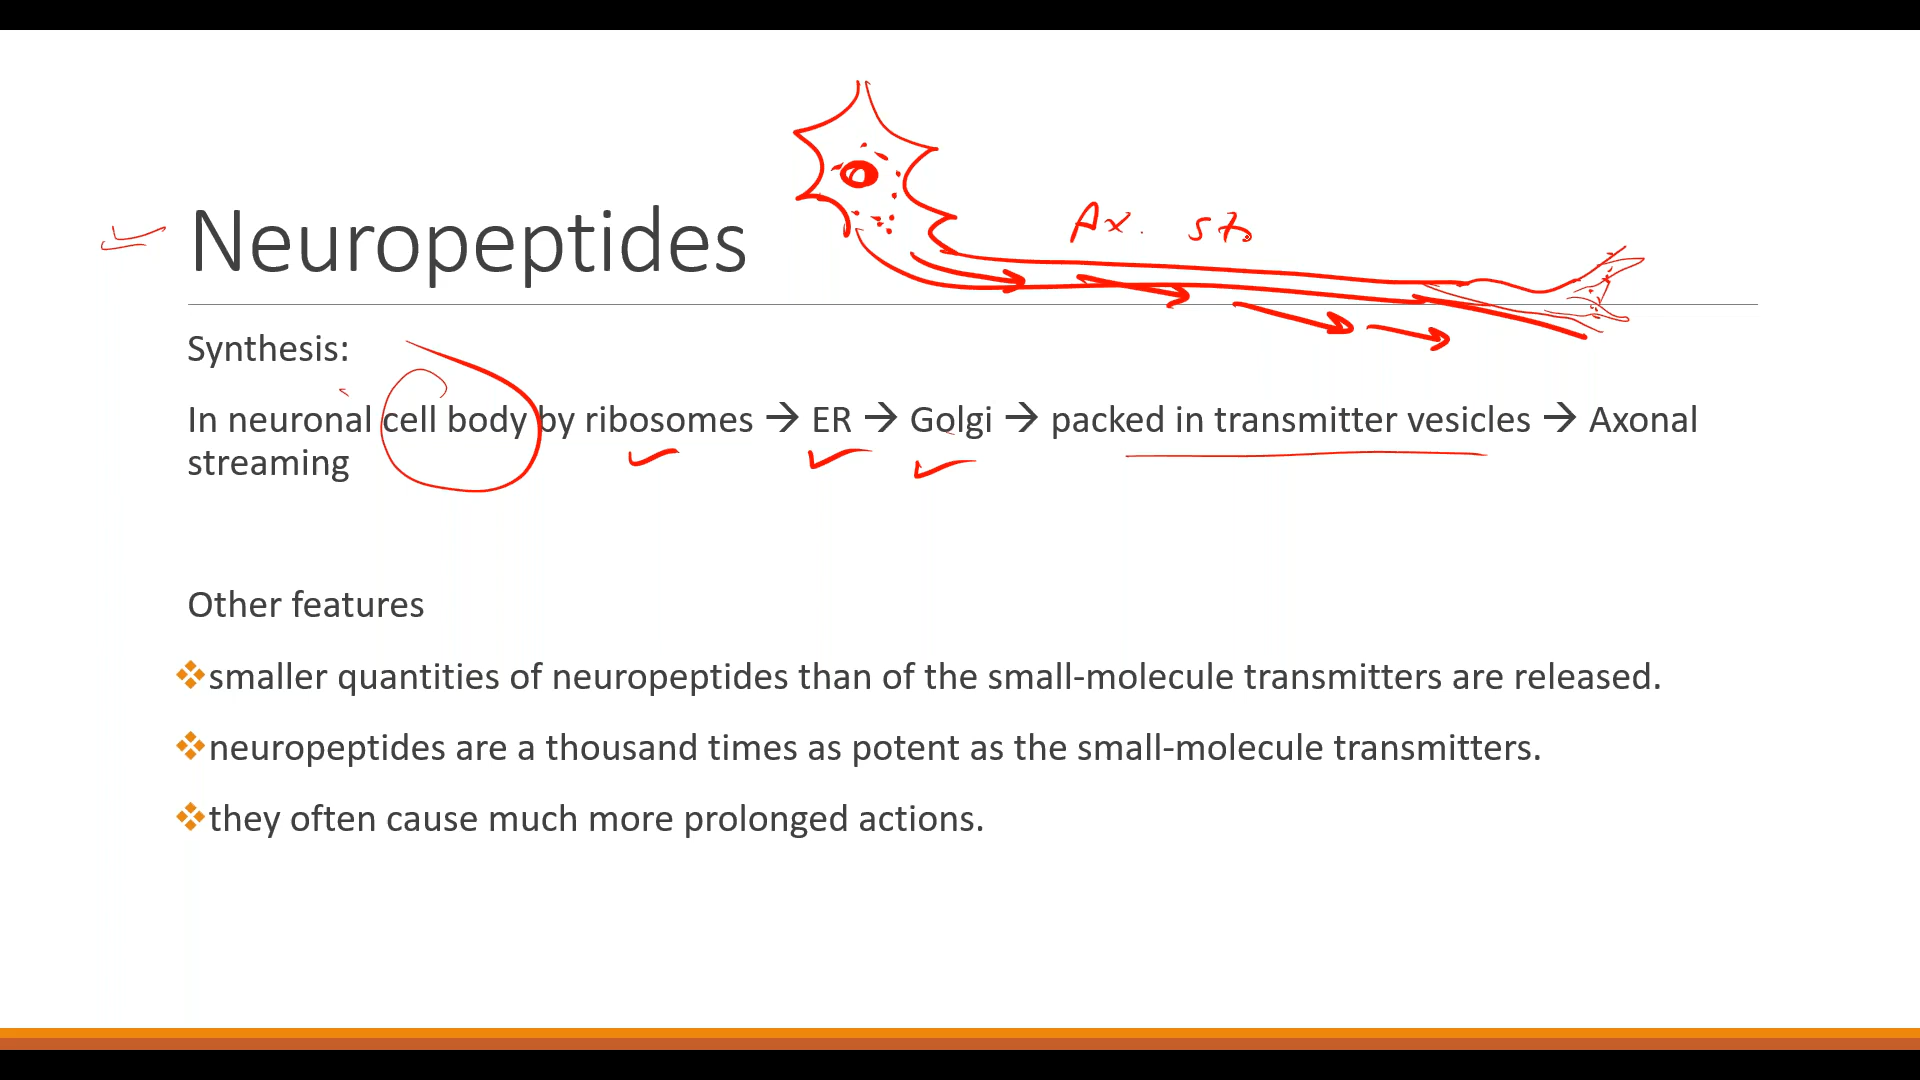 Ax. st
Neuropeptides
Synthesis:
In neuronal cell body by ribosomes → ER → Golgi → packed in transmitter vesicles → Axonal
streaming
Other features
❖smaller quantities of neuropeptides than of the small-molecule transmitters are released.
❖neuropeptides are a thousand times as potent as the small-molecule transmitters.
❖they often cause much more prolonged actions.